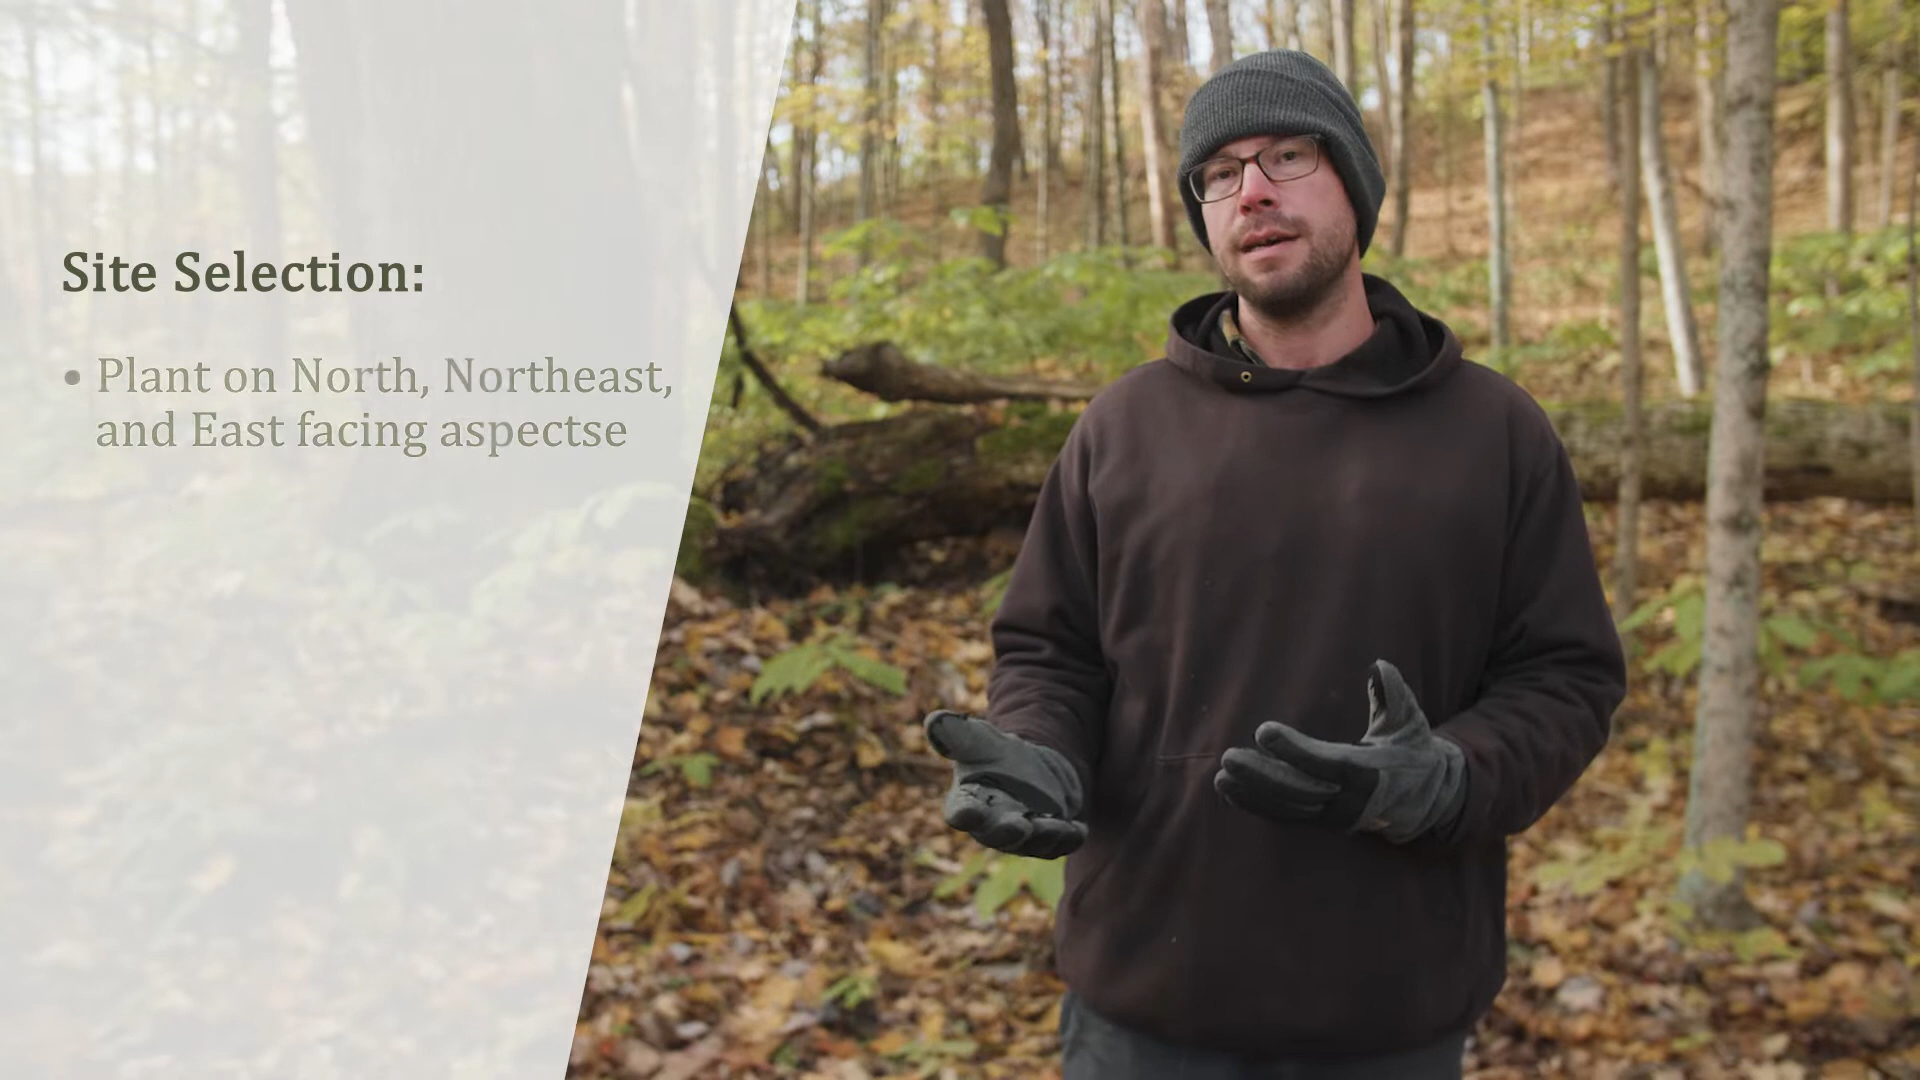 Site Selection:
• Plant on North, Northeast,
and East facing aspectse